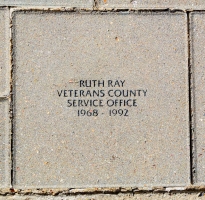 RUTH RAY
VETERANS COUNTY
SERVICE OFFICE
1968 - 1992